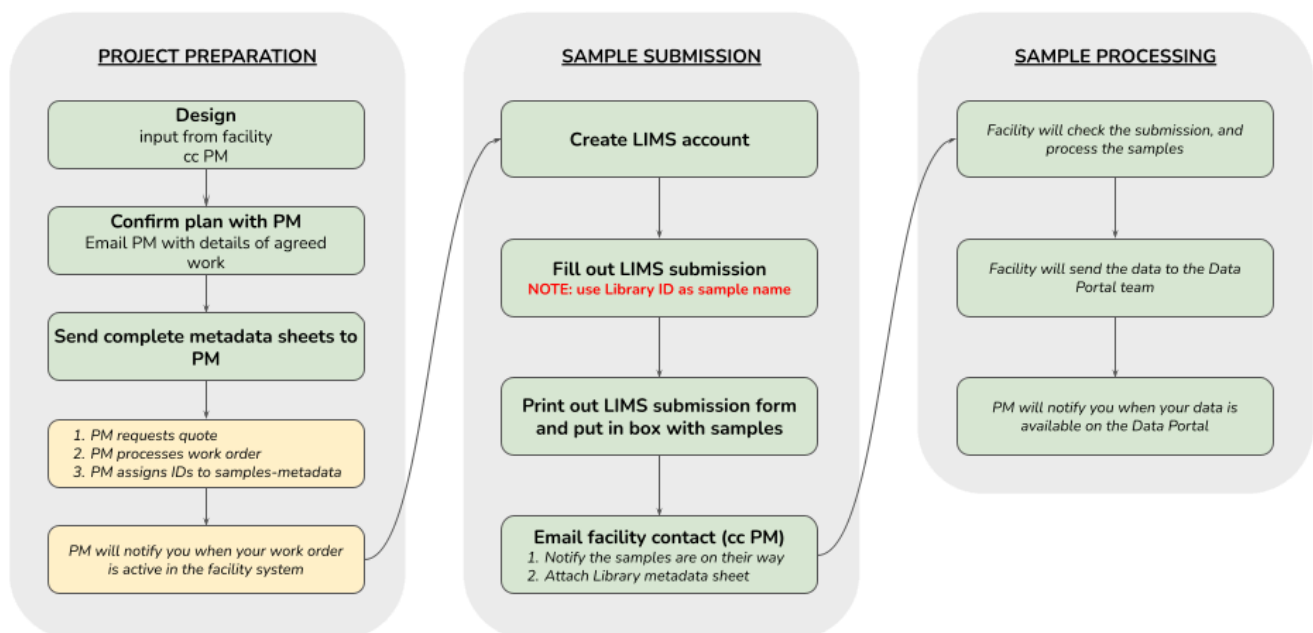 PROJECT PREPARATION
Design
input from facility
cc PM
Confirm plan with PM
Email PM with details of agreed
work
Send complete metadata sheets to
PM
1. PM requests quote
2. PM processes work order
3. PM assigns IDs to samples-metadata
PM will notify you when your work order
is active in the facility system
SAMPLE SUBMISSION
Create LIMS account
Fill out LIMS submission
NOTE: use Library ID as sample name
Print out LIMS submission form
and put in box with samples
Email facility contact (cc PM)
1. Notify the samples are on their way
2. Attach Library metadata sheet
SAMPLE PROCESSING
Facility will check the submission, and
process the samples
Facility will send the data to the Data
Portal team
PM will notify you when your data is
available on the Data Portal